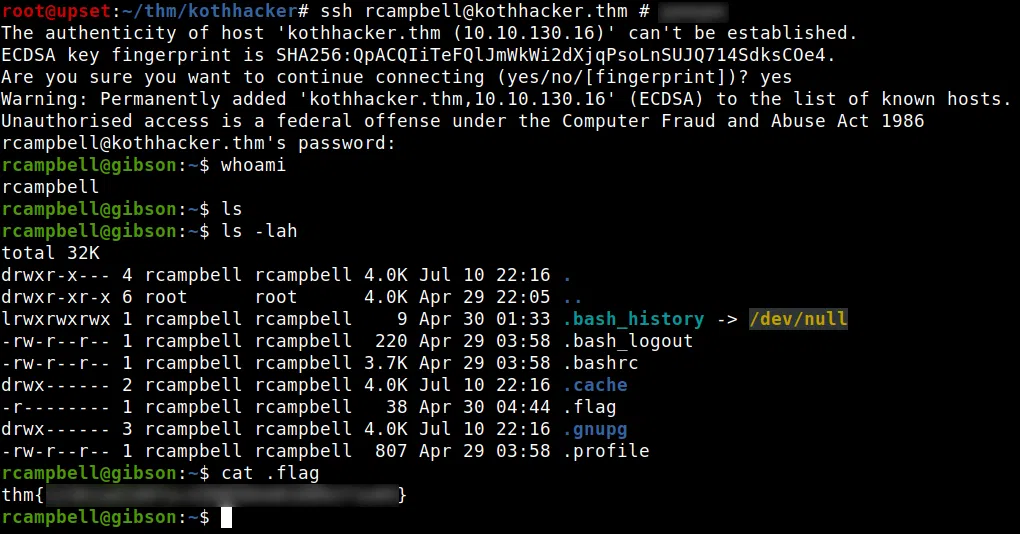 root@upset:~/thm/kothhacker# ssh rcampbell@kothhacker.thm #
The authenticity of host 'kothhacker.thm (10.10.130.16)' can't be established.
ECDSA key fingerprint is SHA256:QpACQIiTeFQlJmWkWi2dXjqPsoLnSUJQ714SdksCOe4.
Are you sure you want to continue connecting (yes/no/[fingerprint])? yes
Warning: Permanently added 'kothhacker.thm,10.10.130.16' (ECDSA) to the list of known hosts.
Unauthorised access is a federal offense under the Computer Fraud and Abuse Act 1986
rcampbell@kothhacker.thm's password:
rcampbell@gibson:~$ whoami
rcampbell
rcampbell@gibson:~$ ls
rcampbell@gibson:~$ ls -lah
total 32K
drwxr-x--- 4 rcampbell rcampbell 4.0K Jul 10 22:16 .
drwxr-xr-x 6 root      root      4.0K Apr 29 22:05 ..
lrwxrwxrwx 1 rcampbell rcampbell    9 Apr 30 01:33 .bash_history -> /dev/null
-rw-r--r-- 1 rcampbell rcampbell  220 Apr 29 03:58 .bash_logout
-rw-r--r-- 1 rcampbell rcampbell 3.7K Apr 29 03:58 .bashrc
drwx------ 2 rcampbell rcampbell 4.0K Jul 10 22:16 .cache
-r-------- 1 rcampbell rcampbell   38 Apr 30 04:44 .flag
drwx------ 3 rcampbell rcampbell 4.0K Jul 10 22:16 .gnupg
-rw-r--r-- 1 rcampbell rcampbell  807 Apr 29 03:58 .profile
rcampbell@gibson:~$ cat .flag
thm{}
rcampbell@gibson:~$